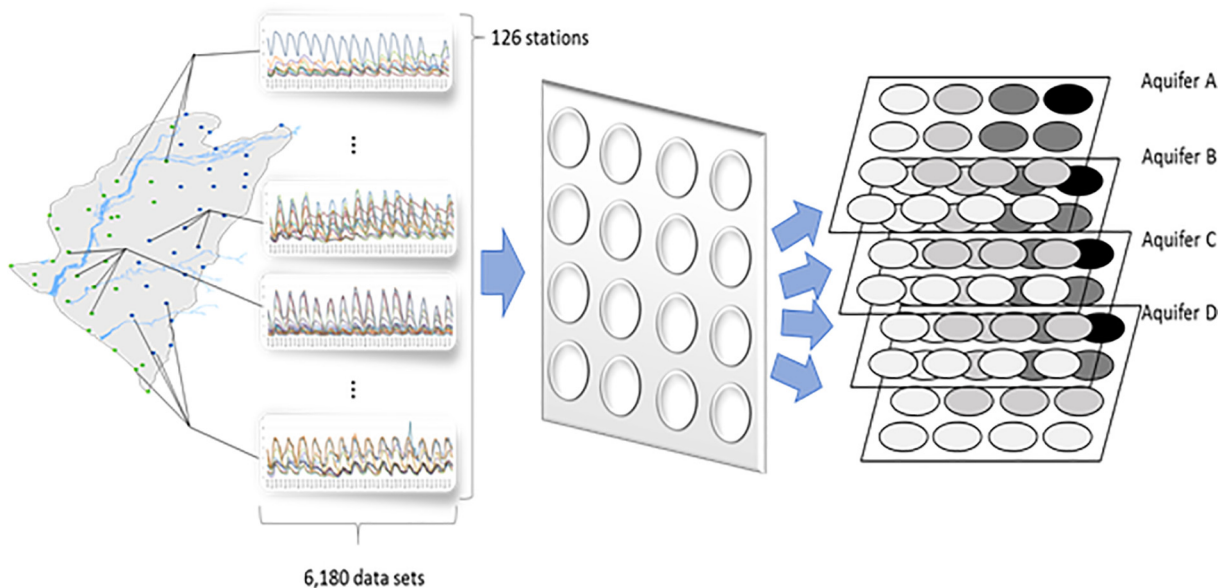 126 stations
Aquifer A
Aquifer B
Aquifer C
Aquifer D
6,180 data sets